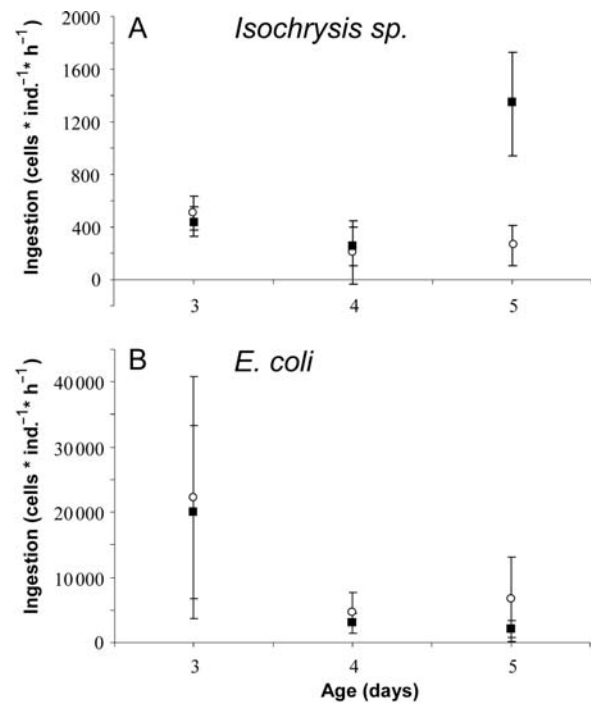 A Isochrysis sp.
Ingestion (cells * ind.⁻¹* h⁻¹)
2000
1600
1200
800
400
0
3 4 5
B E. coli
Ingestion (cells * ind.⁻¹* h⁻¹)
40 000
30 000
20 000
10 000
0
3 4 5
Age (days)